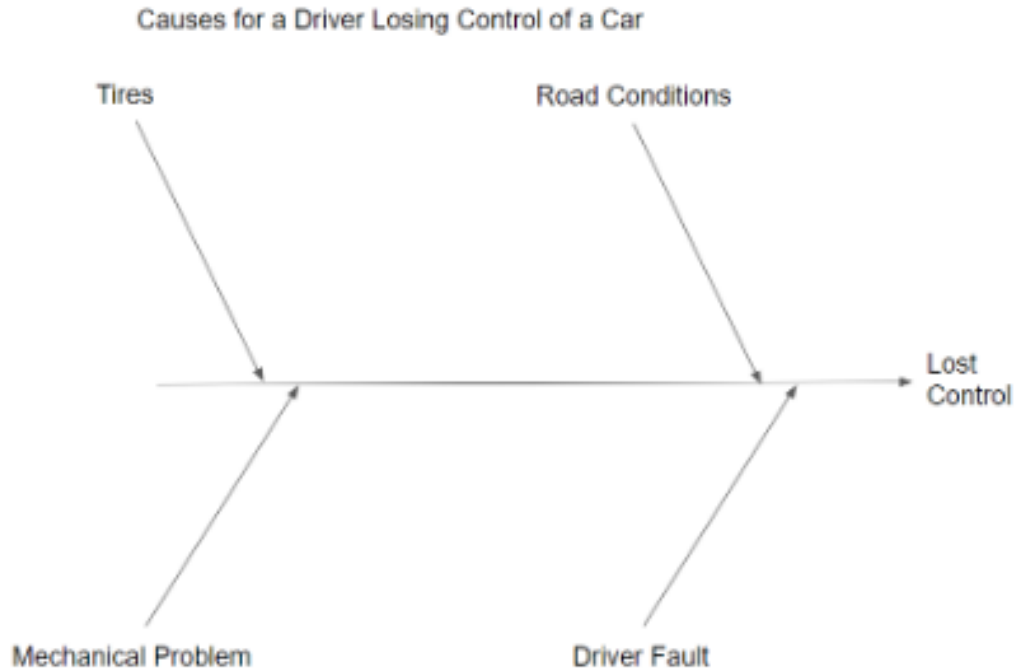 Causes for a Driver Losing Control of a Car
Tires
Road Conditions
Lost
Control
Mechanical Problem
Driver Fault